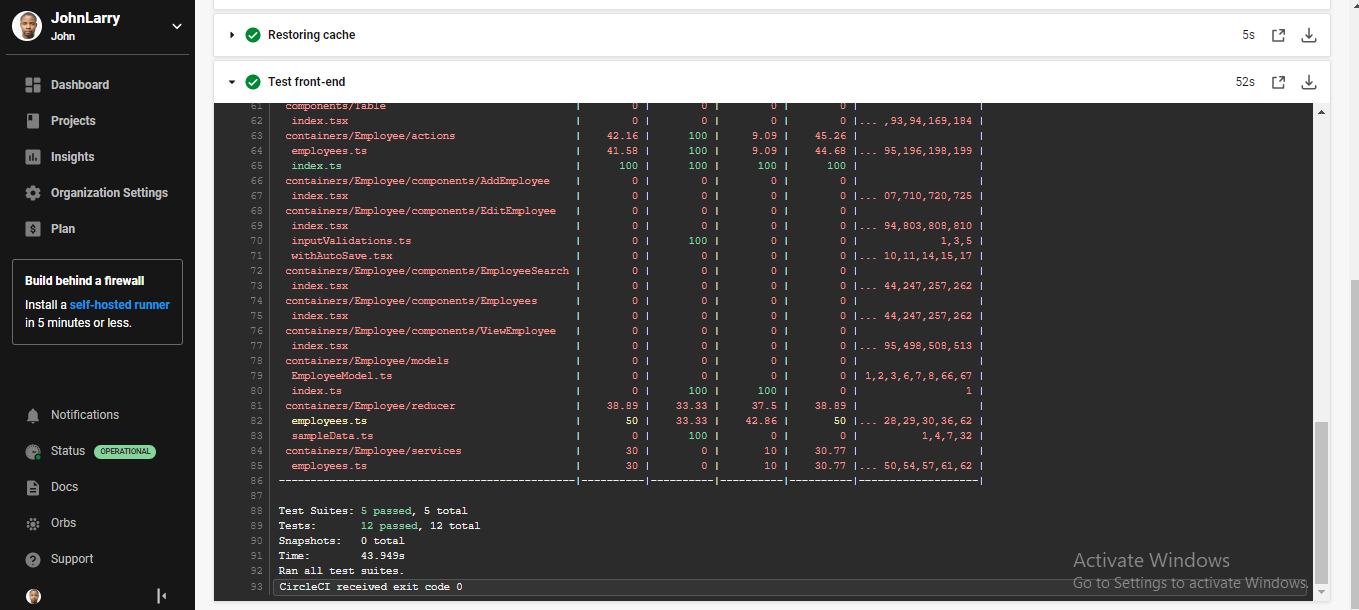 JohnLarry
John
Dashboard
Projects
Insights
Organization Settings
Plan
Build behind a firewall
Install a self-hosted runner
in 5 minutes or less.
Notifications
Status OPERATIONAL
Docs
Orbs
Support
Restoring cache 5s
Test front-end 52s
61 components/Table | 0 | 0 | 0 | 0 | |
62 index.tsx | 0 | 0 | 0 | 0 |... ,93,94,169,184 |
63 containers/Employee/actions | 42.16 | 100 | 9.09 | 45.26 | |
64 employees.ts | 41.58 | 100 | 9.09 | 44.68 |... 95,196,198,199 |
65 index.ts | 100 | 100 | 100 | 100 | |
66 containers/Employee/components/AddEmployee | 0 | 0 | 0 | 0 | |
67 index.tsx | 0 | 0 | 0 | 0 |... 07,710,720,725 |
68 containers/Employee/components/EditEmployee | 0 | 0 | 0 | 0 | |
69 index.tsx | 0 | 0 | 0 | 0 |... 94,803,808,810 |
70 inputValidations.ts | 0 | 100 | 0 | 0 | 1,3,5 |
71 withAutoSave.tsx | 0 | 0 | 0 | 0 |... 10,11,14,15,17 |
72 containers/Employee/components/EmployeeSearch | 0 | 0 | 0 | 0 | |
73 index.tsx | 0 | 0 | 0 | 0 |... 44,247,257,262 |
74 containers/Employee/components/Employees | 0 | 0 | 0 | 0 | |
75 index.tsx | 0 | 0 | 0 | 0 |... 44,247,257,262 |
76 containers/Employee/components/ViewEmployee | 0 | 0 | 0 | 0 | |
77 index.tsx | 0 | 0 | 0 | 0 |... 95,498,508,513 |
78 containers/Employee/models | 0 | 0 | 0 | 0 | |
79 EmployeeModel.ts | 0 | 0 | 0 | 0 | 1,2,3,6,7,8,66,67 |
80 index.ts | 0 | 100 | 100 | 0 | 1 |
81 containers/Employee/reducer | 38.89 | 33.33 | 37.5 | 38.89 | |
82 employees.ts | 50 | 33.33 | 42.86 | 50 |... 28,29,30,36,62 |
83 sampleData.ts | 0 | 100 | 0 | 0 | 1,4,7,32 |
84 containers/Employee/services | 30 | 0 | 10 | 30.77 | |
85 employees.ts | 30 | 0 | 10 | 30.77 |... 50,54,57,61,62 |
86 -----------------------------------------------|----------|----------|----------|----------|-------------------|
87
88 Test Suites: 5 passed, 5 total
89 Tests: 12 passed, 12 total
90 Snapshots: 0 total
91 Time: 43.949s
92 Ran all test suites.
93 CircleCI received exit code 0
Activate Windows
Go to Settings to activate Windows.